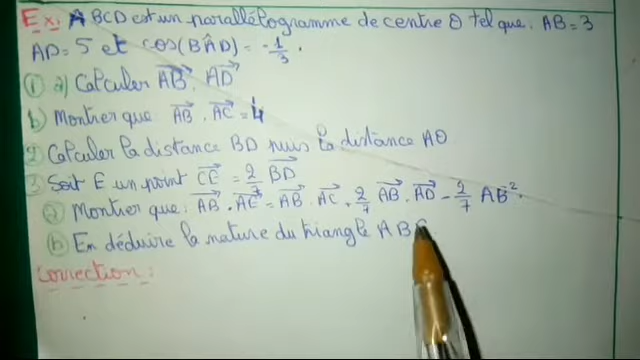 Ex: ABCD est un parallélogramme de centre O tel que: AB = 3
AD = 5 et cos(BÂD) = -1/3.
① a) Calculer AB→ . AD→
b) Montrer que AB→ . AC→ = 4
② Calculer la distance BD puis la distance AO
③ Soit E un point CE→ = 2/7 BD→
ⓐ Montrer que: AB→ . AE→ = AB→ . AC→ + 2/7 AB→ . AD→ - 2/7 AB².
ⓑ En déduire la nature du triangle AB
Correction: